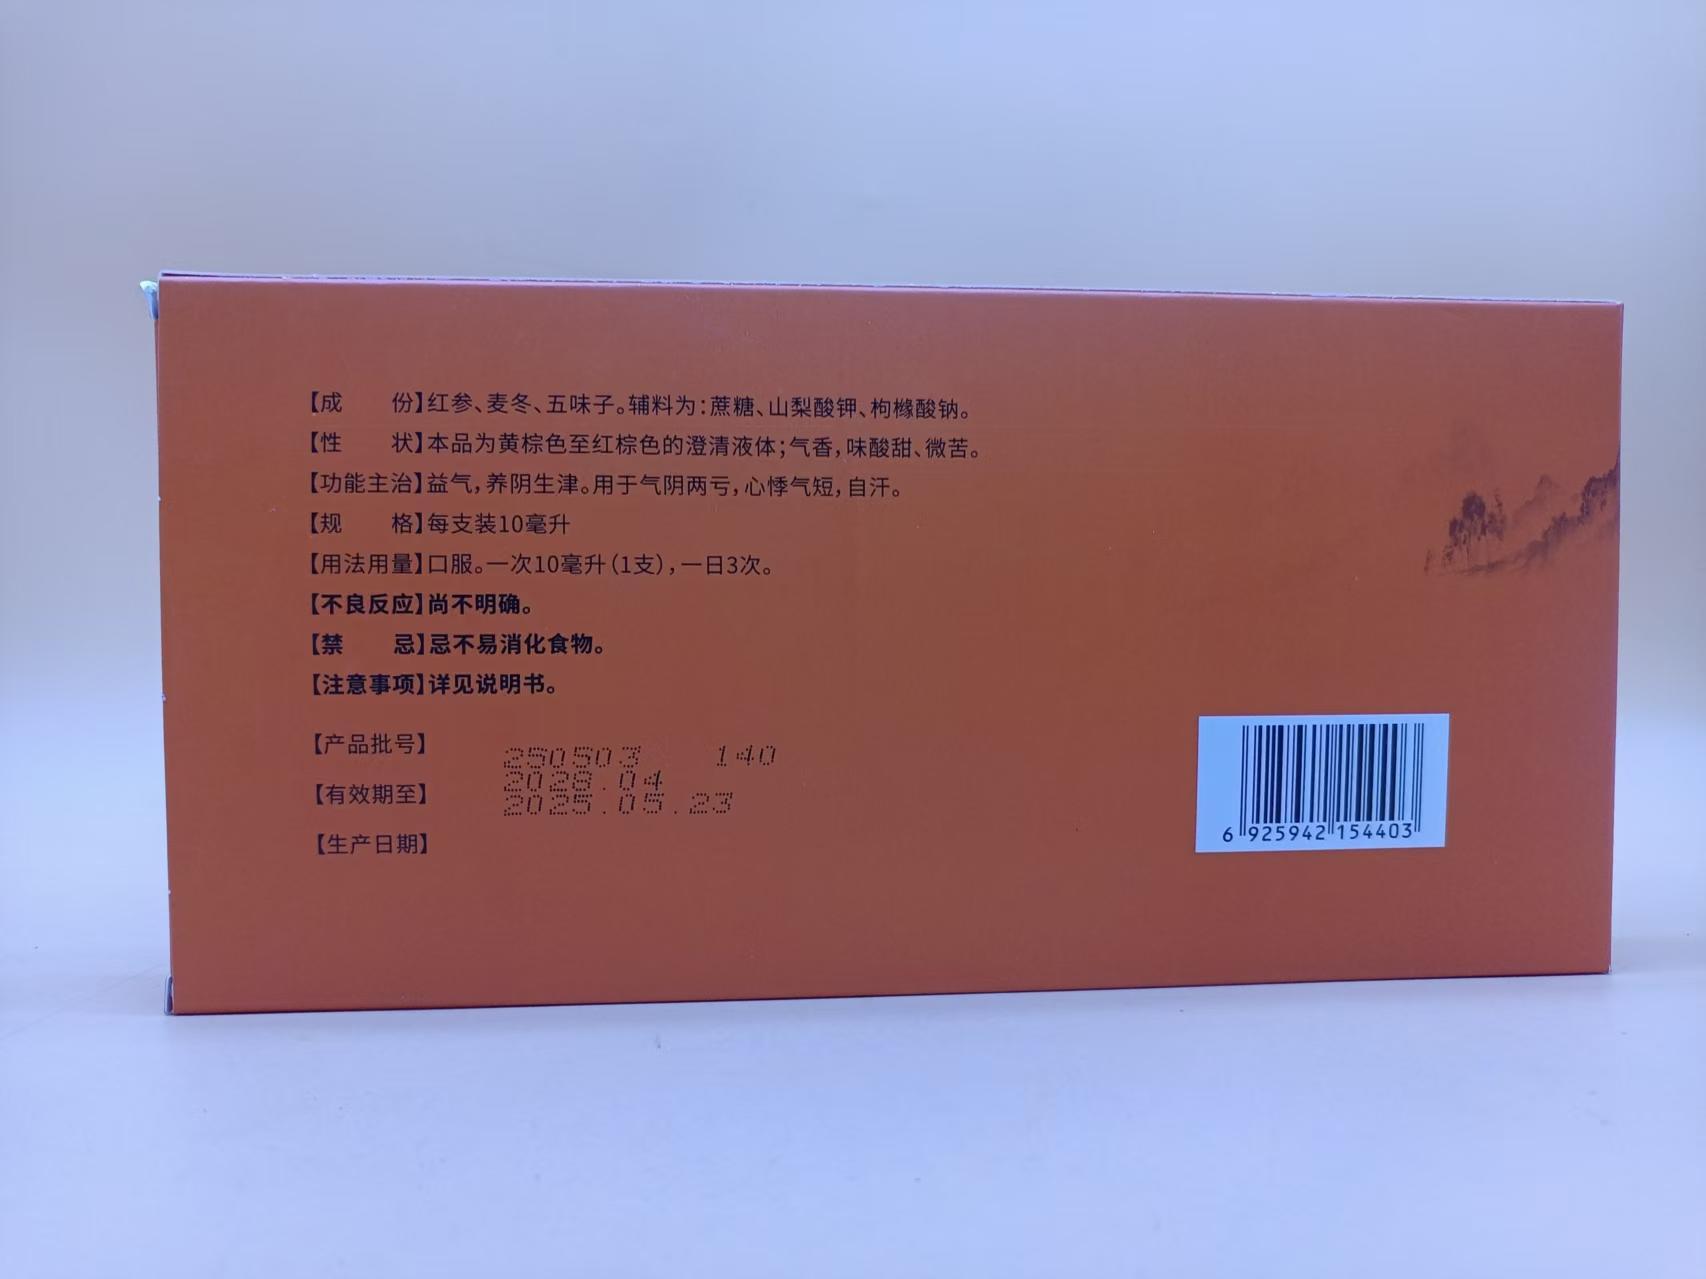 【成　　份】红参、麦冬、五味子。辅料为：蔗糖、山梨酸钾、枸橼酸钠。
【性　　状】本品为黄棕色至红棕色的澄清液体；气香，味酸甜、微苦。
【功能主治】益气，养阴生津。用于气阴两亏，心悸气短，自汗。
【规　　格】每支装10毫升
【用法用量】口服。一次10毫升（1支），一日3次。
【不良反应】尚不明确。
【禁　　忌】忌不易消化食物。
【注意事项】详见说明书。
【产品批号】 250503 140
【有效期至】 2028.04
2025.05.23
【生产日期】
6 925942 154403